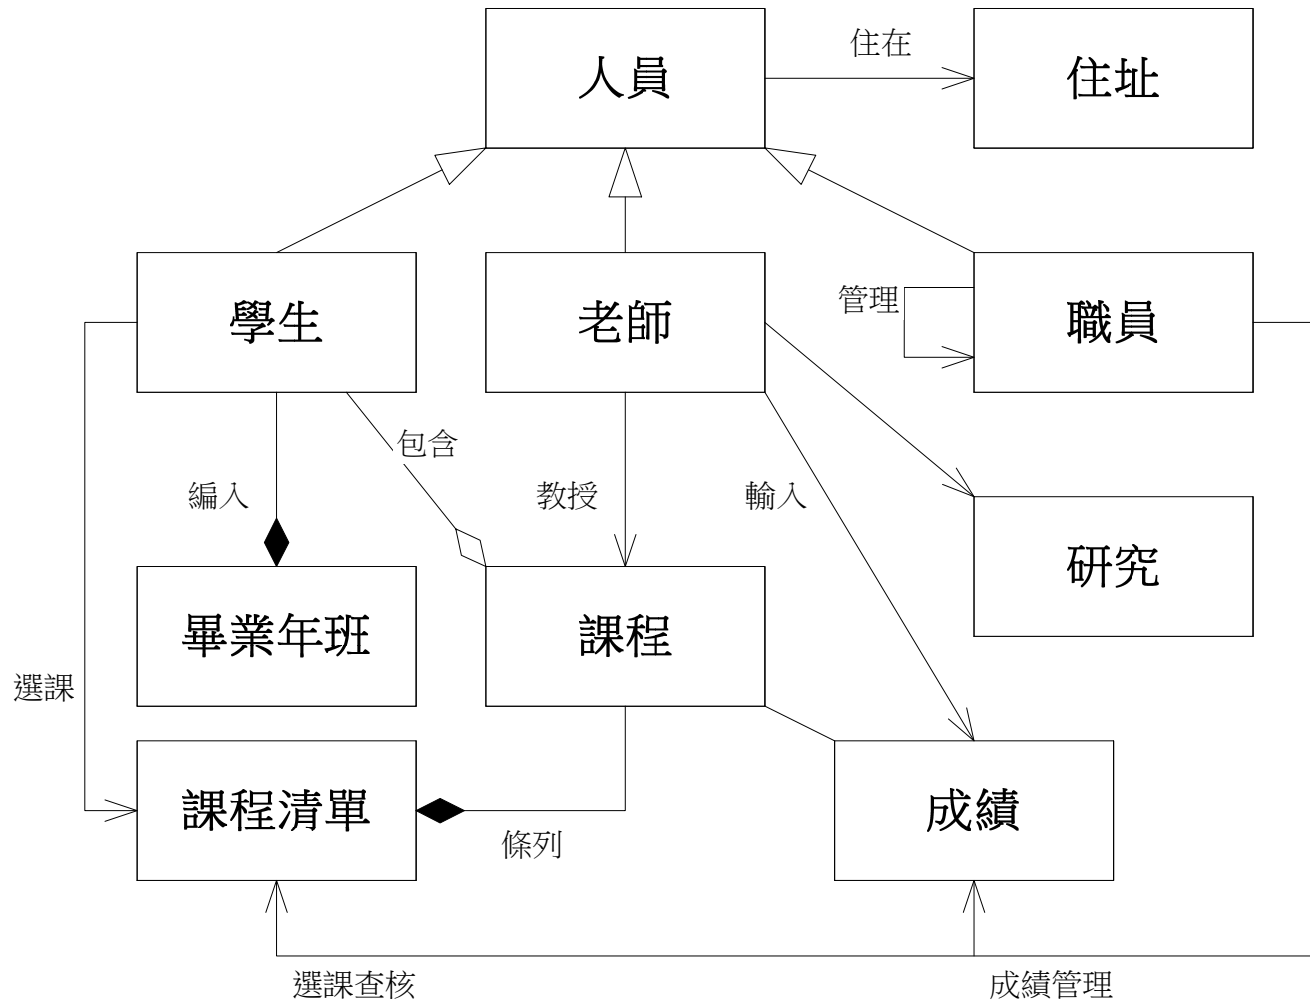 人員
住在
住址
學生
老師
管理
職員
包含
編入
教授
輸入
研究
畢業年班
課程
選課
課程清單
條列
成績
選課查核
成績管理